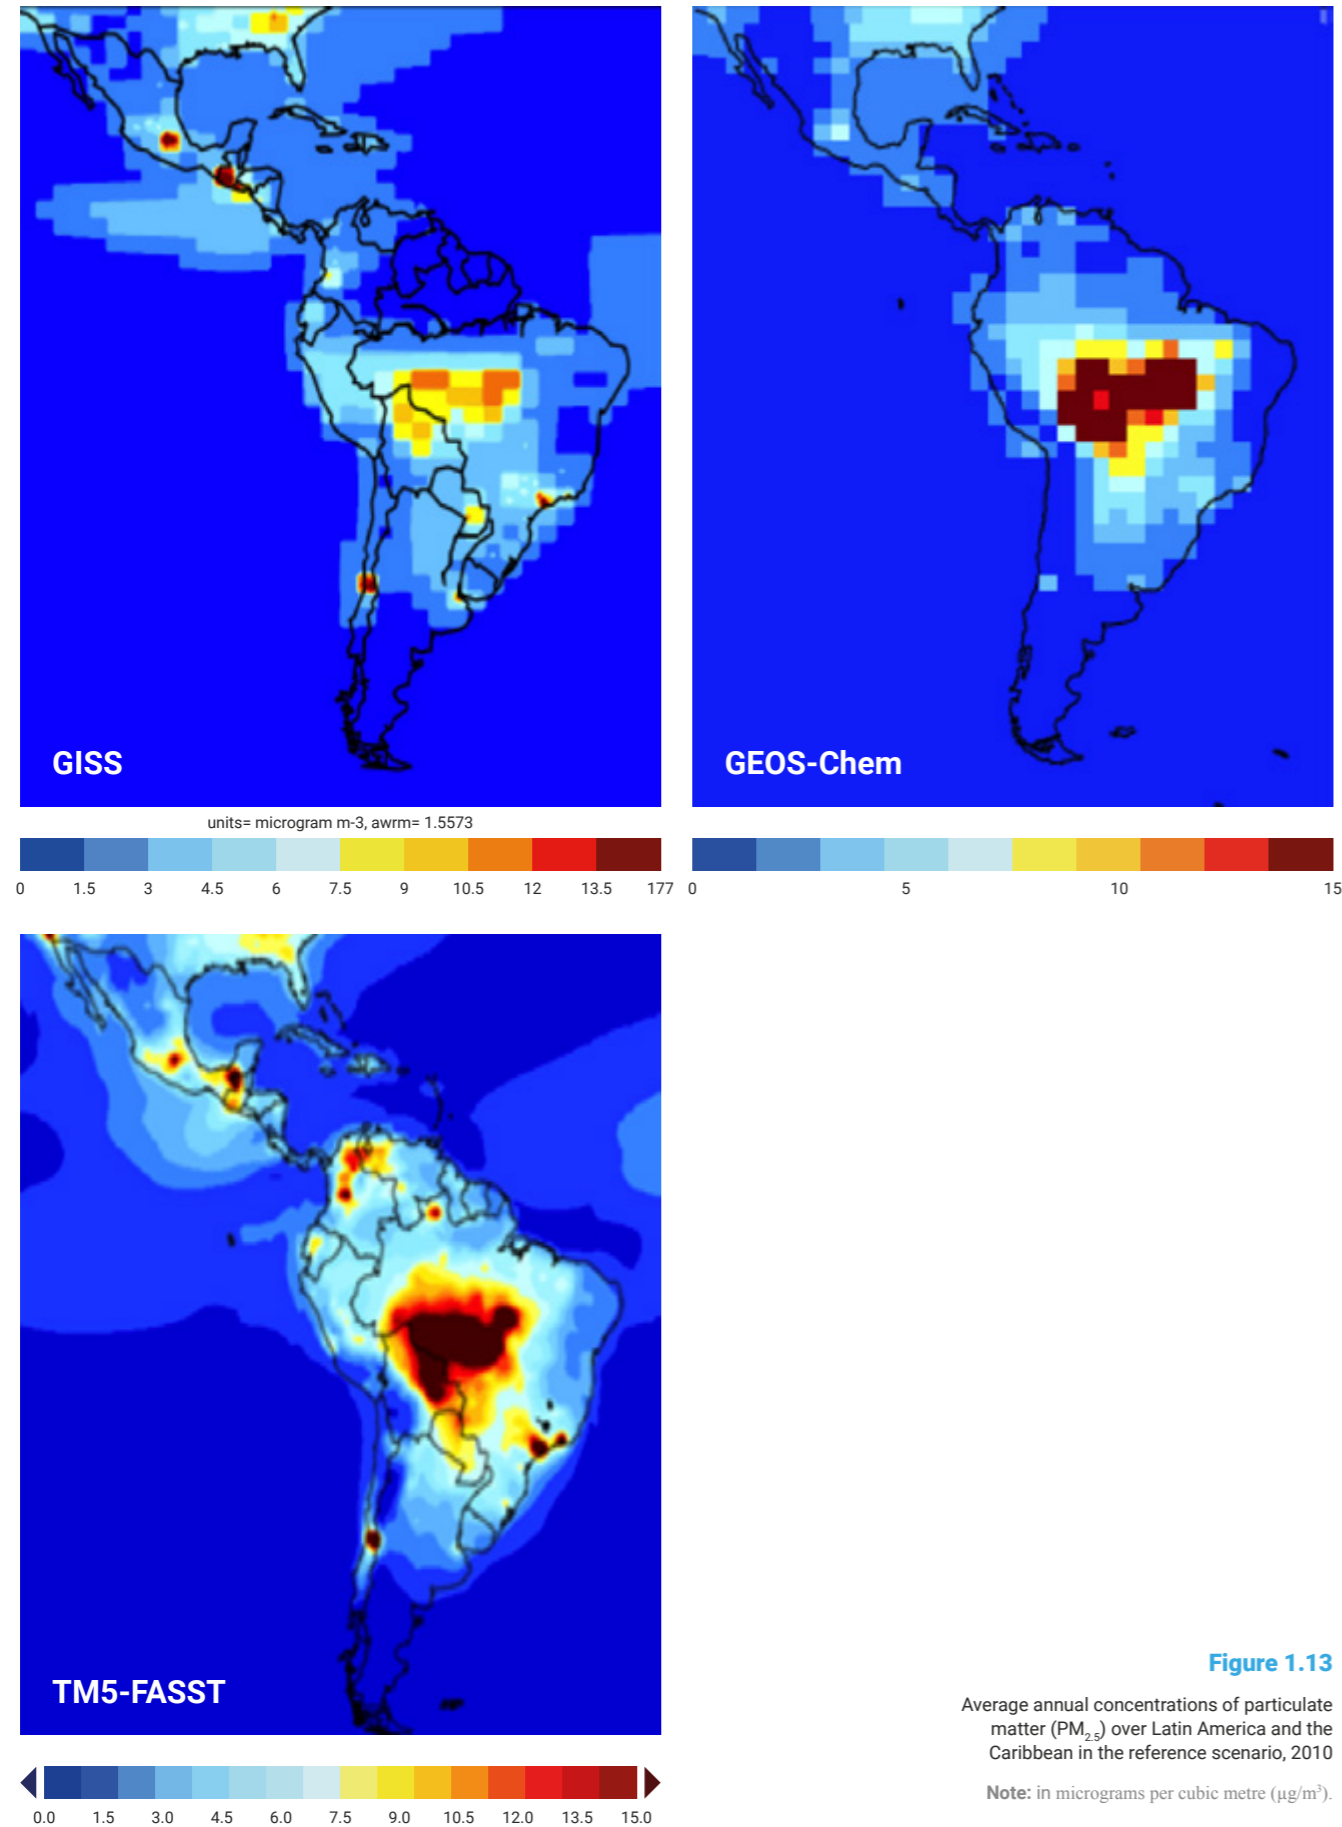 GISS
GEOS-Chem
units= microgram m-3, awrm= 1.5573
0 1.5 3 4.5 6 7.5 9 10.5 12 13.5 177
0 5 10 15
TM5-FASST
0.0 1.5 3.0 4.5 6.0 7.5 9.0 10.5 12.0 13.5 15.0
Figure 1.13
Average annual concentrations of particulate
matter (PM2.5) over Latin America and the
Caribbean in the reference scenario, 2010
Note: in micrograms per cubic metre (µg/m³).